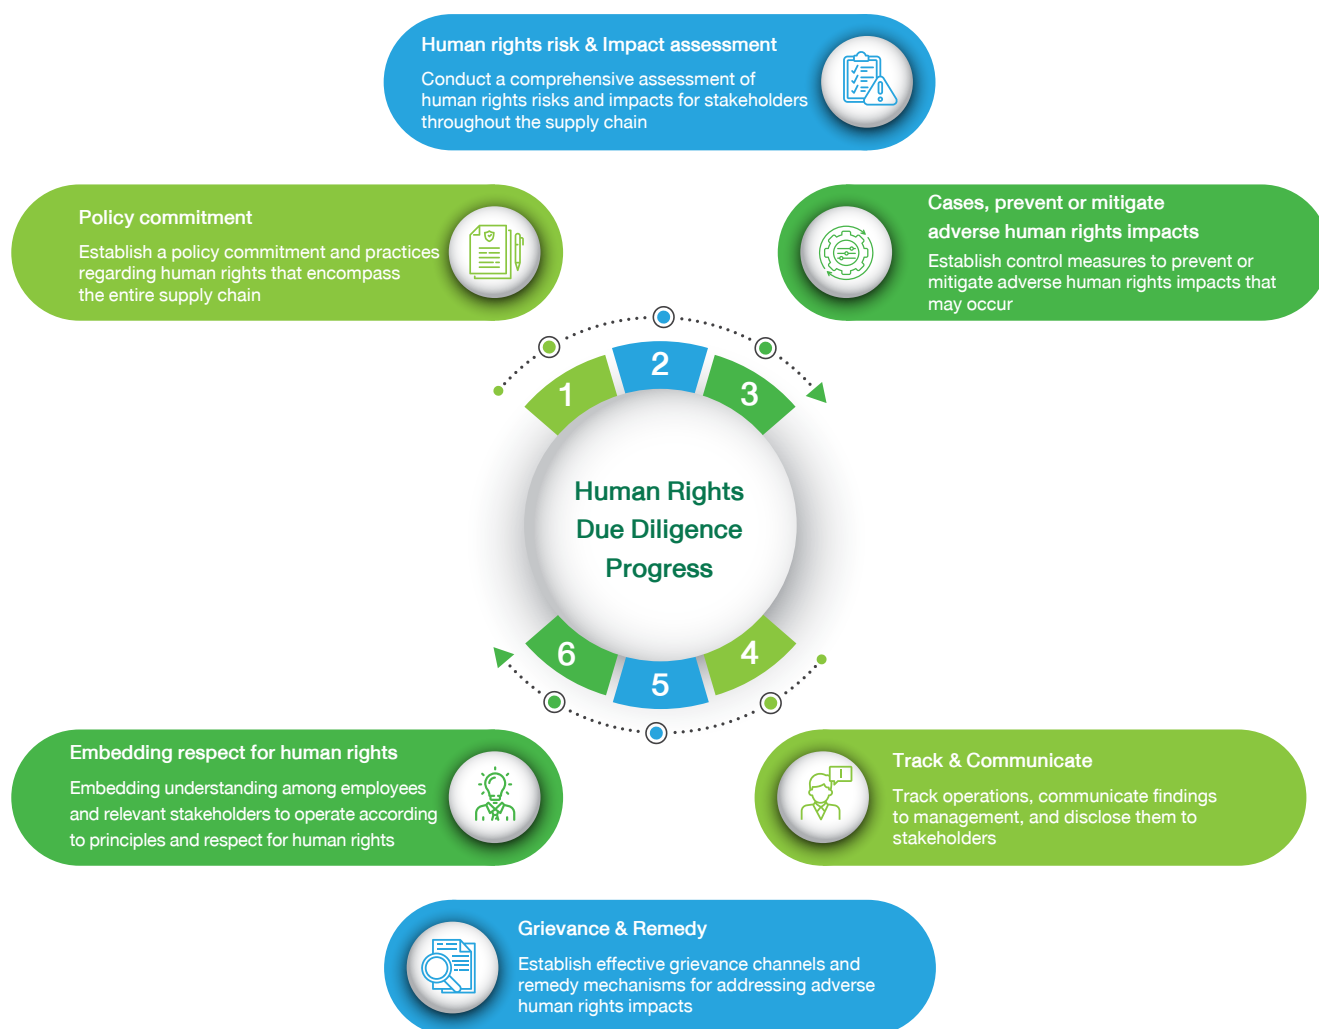 Human rights risk & Impact assessment
Conduct a comprehensive assessment of
human rights risks and impacts for stakeholders
throughout the supply chain
Policy commitment
Establish a policy commitment and practices
regarding human rights that encompass
the entire supply chain
Cases, prevent or mitigate
adverse human rights impacts
Establish control measures to prevent or
mitigate adverse human rights impacts that
may occur
1
2
3
Human Rights
Due Diligence
Progress
6
5
4
Embedding respect for human rights
Embedding understanding among employees
and relevant stakeholders to operate according
to principles and respect for human rights
Track & Communicate
Track operations, communicate findings
to management, and disclose them to
stakeholders
Grievance & Remedy
Establish effective grievance channels and
remedy mechanisms for addressing adverse
human rights impacts